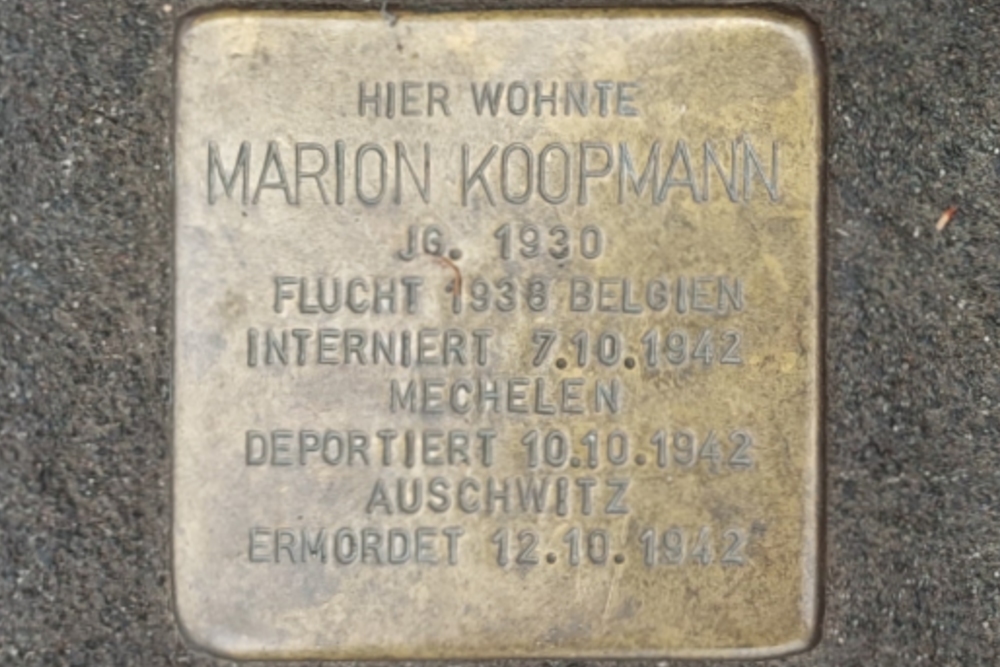 HIER WOHNTE
MARION KOOPMANN
JG. 1930
FLUCHT 1938 BELGIEN
INTERNIERT 7.10.1942
MECHELEN
DEPORTIERT 10.10.1942
AUSCHWITZ
ERMORDET 12.10.1942